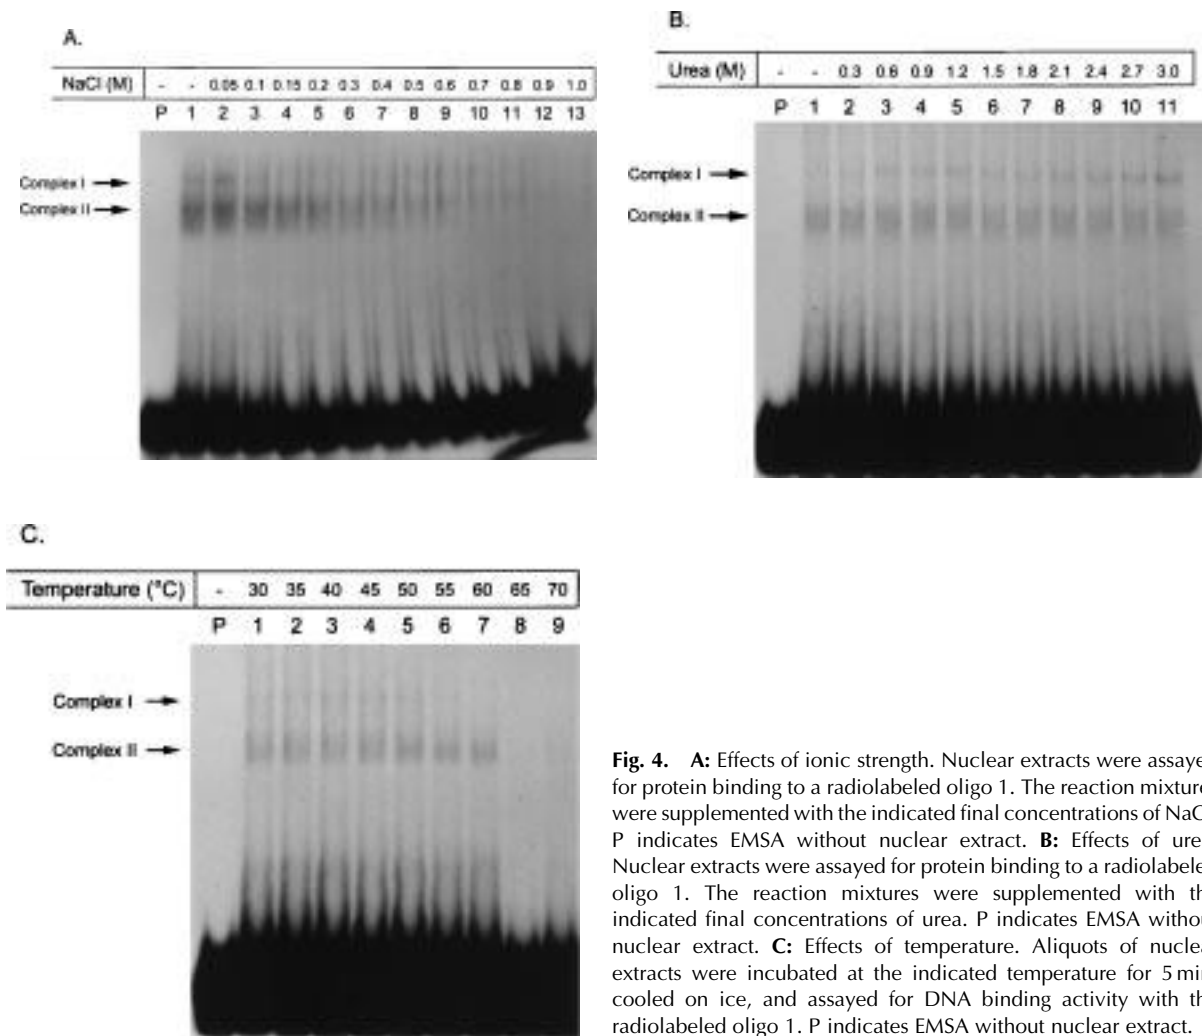 A.
NaCl (M) - - 0.05 0.1 0.15 0.2 0.3 0.4 0.5 0.6 0.7 0.8 0.9 1.0
P 1 2 3 4 5 6 7 8 9 10 11 12 13
Complex I
Complex II
B.
Urea (M) - - 0.3 0.6 0.9 1.2 1.5 1.8 2.1 2.4 2.7 3.0
P 1 2 3 4 5 6 7 8 9 10 11
Complex I
Complex II
C.
Temperature (°C) - 30 35 40 45 50 55 60 65 70
P 1 2 3 4 5 6 7 8 9
Complex I
Complex II
Fig. 4. A: Effects of ionic strength. Nuclear extracts were assaye
for protein binding to a radiolabeled oligo 1. The reaction mixture
were supplemented with the indicated final concentrations of NaC
P indicates EMSA without nuclear extract. B: Effects of ure
Nuclear extracts were assayed for protein binding to a radiolabele
oligo 1. The reaction mixtures were supplemented with th
indicated final concentrations of urea. P indicates EMSA withou
nuclear extract. C: Effects of temperature. Aliquots of nuclea
extracts were incubated at the indicated temperature for 5 min
cooled on ice, and assayed for DNA binding activity with th
radiolabeled oligo 1. P indicates EMSA without nuclear extract.